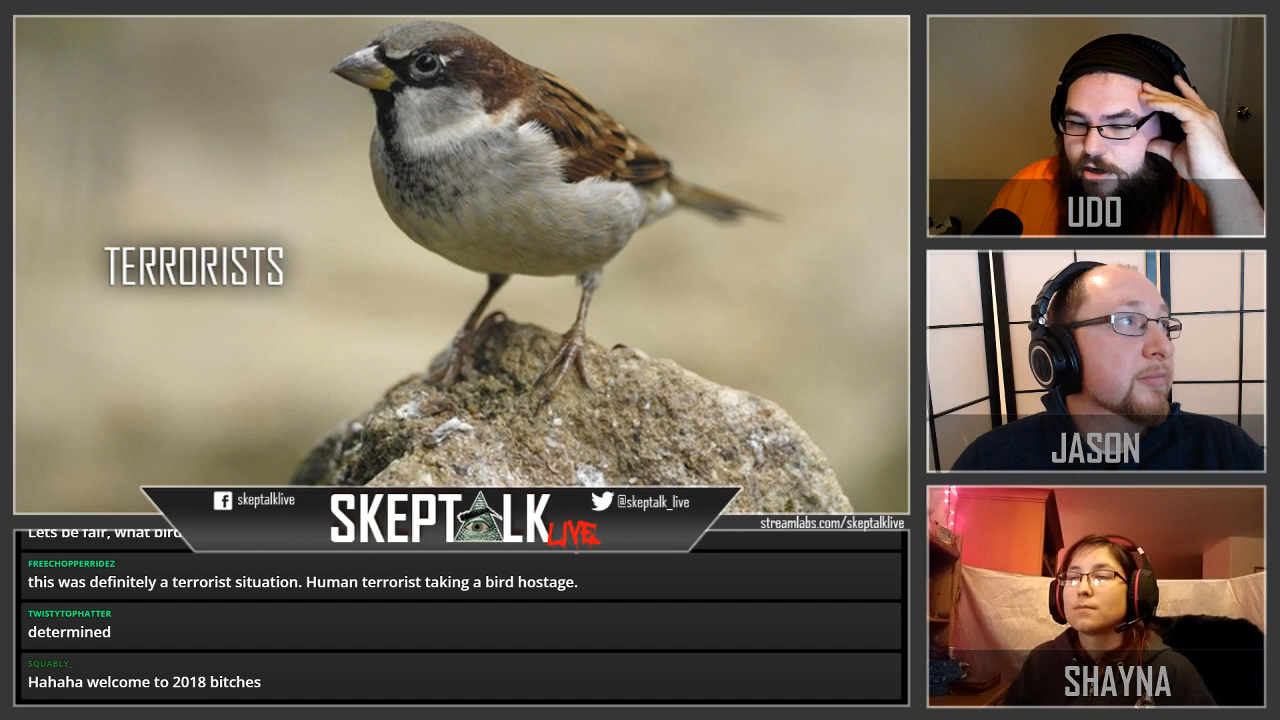 TERRORISTS
UDO
JASON
SHAYNA
skeptalklive
SKEPTALK
LIVE
@skeptalk_live
streamlabs.com/skeptalklive
Lets be fair, what
FREECHOPPERRIDEZ
this was definitely a terrorist situation. Human terrorist taking a bird hostage.
TWISTYTOPHATTER
determined
SQUABLY_
Hahaha welcome to 2018 bitches